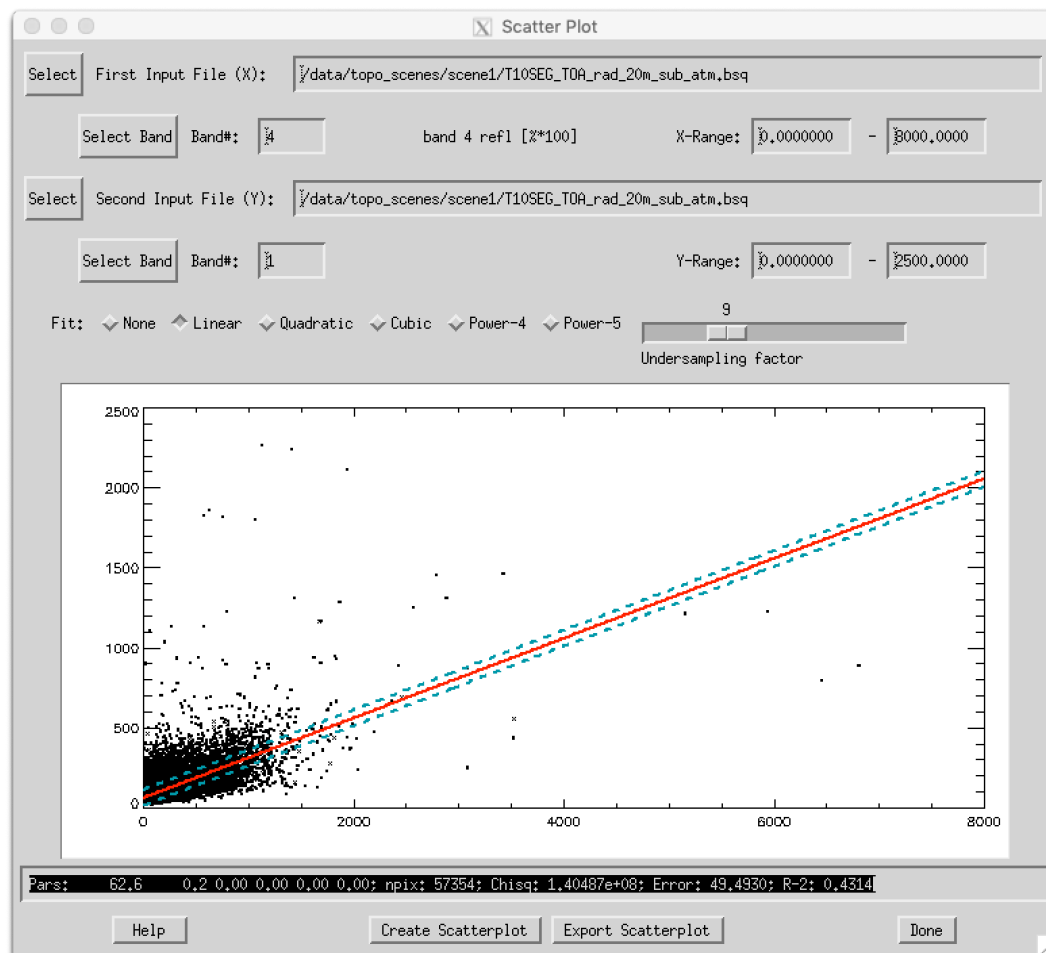 Scatter Plot
Select First Input File (X): /data/topo_scenes/scene1/T10SEG_TOA_rad_20m_sub_atm.bsq
Select Band Band#: 4 band 4 refl [%*100] X-Range: 0.0000000 - 8000.0000
Select Second Input File (Y): /data/topo_scenes/scene1/T10SEG_TOA_rad_20m_sub_atm.bsq
Select Band Band#: 1 Y-Range: 0.0000000 - 2500.0000
9
Fit: None Linear Quadratic Cubic Power-4 Power-5
Undersampling factor
2500
2000
1500
1000
500
0
0 2000 4000 6000 8000
Pars: 62.6 0.2 0.00 0.00 0.00 0.00; npix: 57354; Chisq: 1.40487e+08; Error: 49.4930; R-2: 0.4314
Help Create Scatterplot Export Scatterplot Done